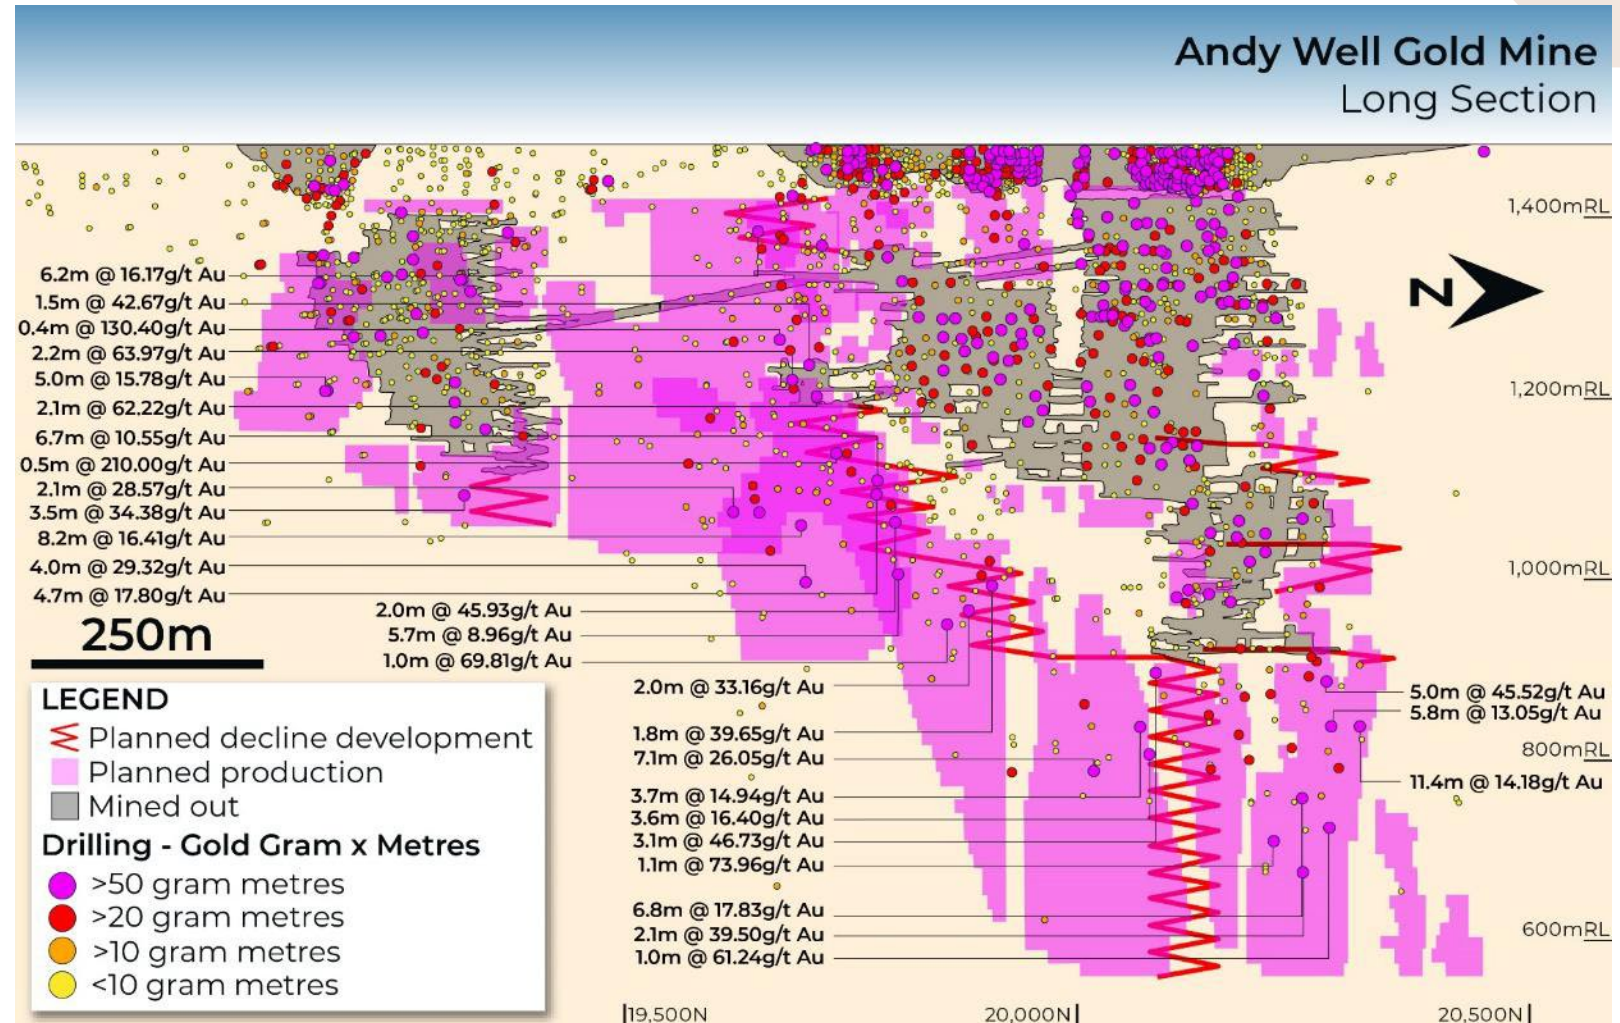 Andy Well Gold Mine
Long Section
1,400mRL
N
6.2m @ 16.17g/t Au
1.5m @ 42.67g/t Au
0.4m @ 130.40g/t Au
2.2m @ 63.97g/t Au
5.0m @ 15.78g/t Au
2.1m @ 62.22g/t Au
1,200mRL
6.7m @ 10.55g/t Au
0.5m @ 210.00g/t Au
2.1m @ 28.57g/t Au
3.5m @ 34.38g/t Au
8.2m @ 16.41g/t Au
4.0m @ 29.32g/t Au
1,000mRL
4.7m @ 17.80g/t Au
2.0m @ 45.93g/t Au
5.7m @ 8.96g/t Au
1.0m @ 69.81g/t Au
250m
2.0m @ 33.16g/t Au
1.8m @ 39.65g/t Au
7.1m @ 26.05g/t Au
3.7m @ 14.94g/t Au
3.6m @ 16.40g/t Au
3.1m @ 46.73g/t Au
1.1m @ 73.96g/t Au
6.8m @ 17.83g/t Au
2.1m @ 39.50g/t Au
1.0m @ 61.24g/t Au
5.0m @ 45.52g/t Au
5.8m @ 13.05g/t Au
800mRL
11.4m @ 14.18g/t Au
600mRL
LEGEND
Planned decline development
Planned production
Mined out
Drilling - Gold Gram x Metres
>50 gram metres
>20 gram metres
>10 gram metres
<10 gram metres
19,500N
20,000N
20,500N